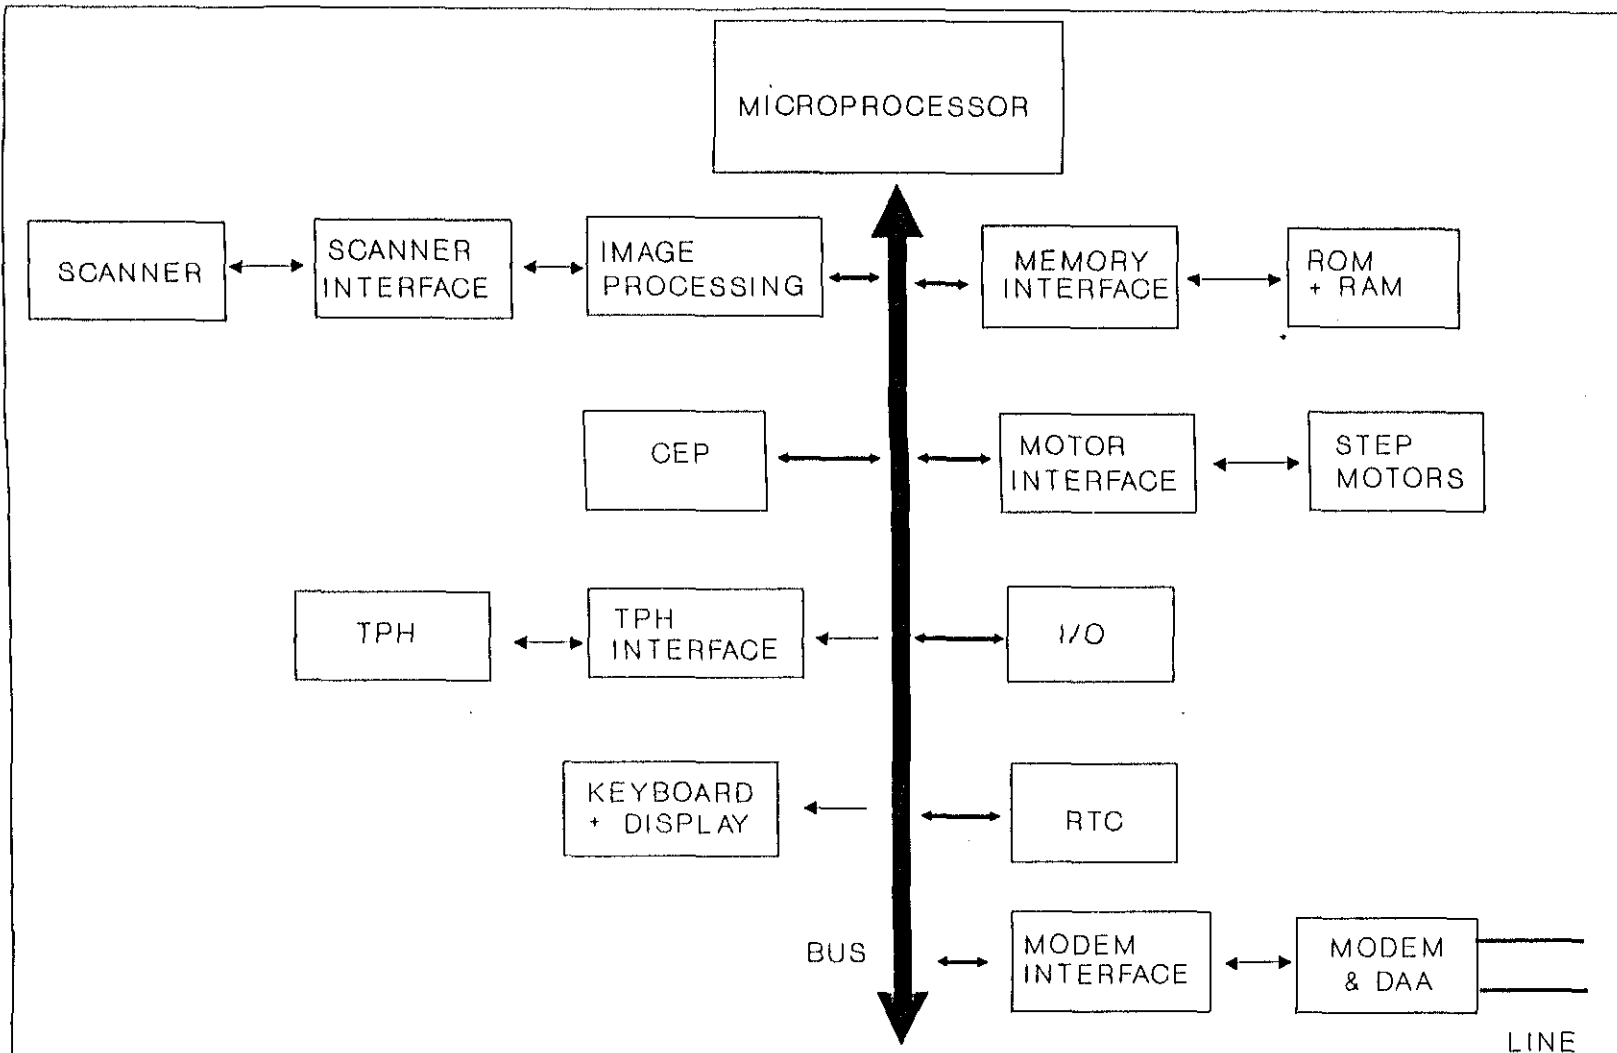 MICROPROCESSOR
SCANNER
SCANNER
INTERFACE
IMAGE
PROCESSING
MEMORY
INTERFACE
ROM
+ RAM
CEP
MOTOR
INTERFACE
STEP
MOTORS
TPH
TPH
INTERFACE
I/O
KEYBOARD
+ DISPLAY
RTC
BUS
MODEM
INTERFACE
MODEM
& DAA
LINE